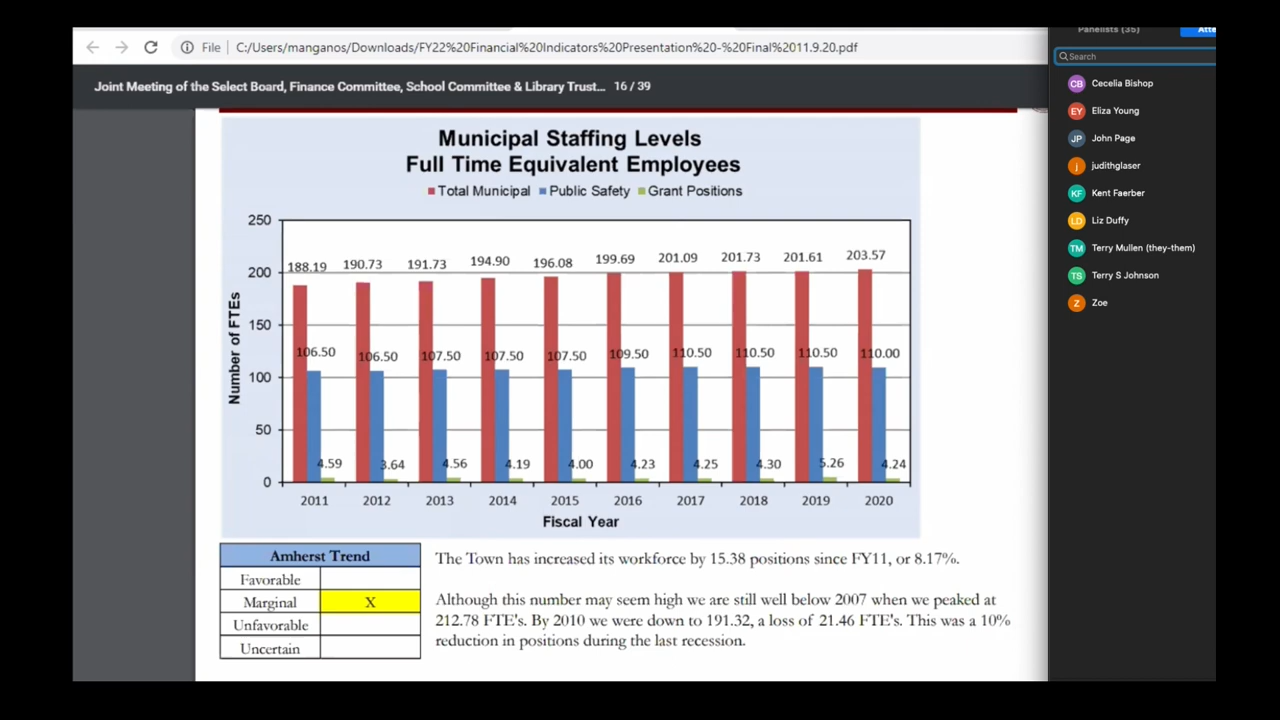 File | C:/Users/manganos/Downloads/FY22%20Financial%20Indicators%20Presentation%20-%20Final%2011.9.20.pdf
Joint Meeting of the Select Board, Finance Committee, School Committee & Library Trust... 16 / 39
Municipal Staffing Levels
Full Time Equivalent Employees
Total Municipal Public Safety Grant Positions
Number of FTEs
250
200
150
100
50
0
188.19 190.73 191.73 194.90 196.08 199.69 201.09 201.73 201.61 203.57
106.50 106.50 107.50 107.50 107.50 109.50 110.50 110.50 110.50 110.00
4.59 3.64 4.56 4.19 4.00 4.23 4.25 4.30 5.26 4.24
2011 2012 2013 2014 2015 2016 2017 2018 2019 2020
Fiscal Year
Amherst Trend
Favorable
Marginal X
Unfavorable
Uncertain
The Town has increased its workforce by 15.38 positions since FY11, or 8.17%.
Although this number may seem high we are still well below 2007 when we peaked at
212.78 FTE's. By 2010 we were down to 191.32, a loss of 21.46 FTE's. This was a 10%
reduction in positions during the last recession.
Panelists (35)
Search
CB Cecelia Bishop
EY Eliza Young
JP John Page
j judithglaser
KF Kent Faerber
LD Liz Duffy
TM Terry Mullen (they-them)
TS Terry S Johnson
Z Zoe